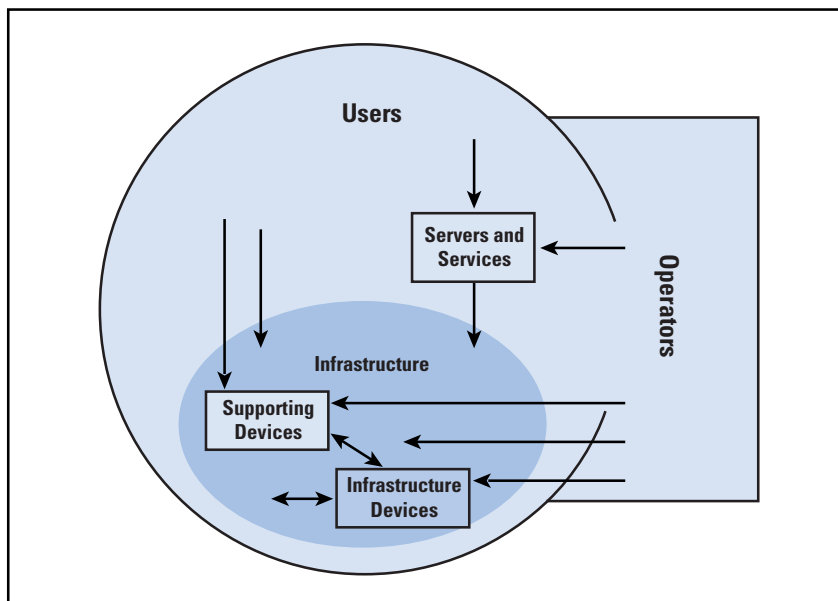 Users
Servers and
Services
Operators
Infrastructure
Supporting
Devices
Infrastructure
Devices